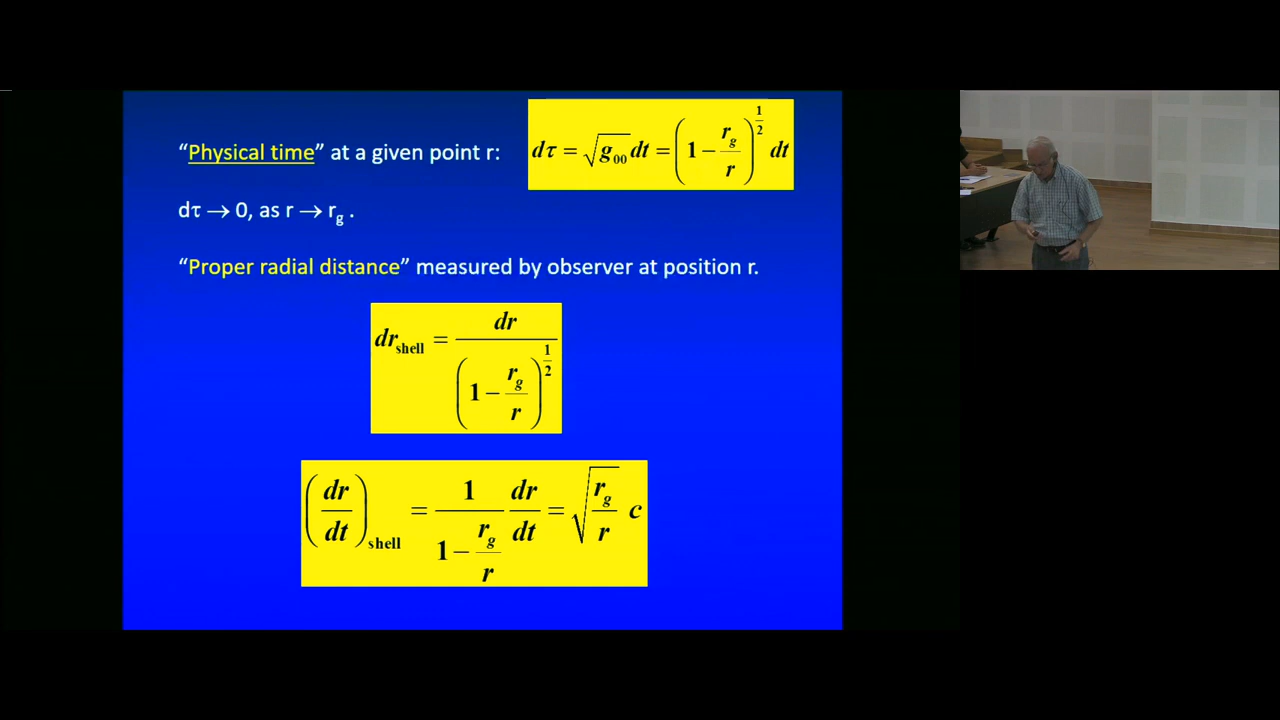 “Physical time” at a given point r:
dτ = √g₀₀ dt = (1 − r_g/r)^(1/2) dt
dτ → 0, as r → r_g .
“Proper radial distance” measured by observer at position r.
dr_shell = dr / (1 − r_g/r)^(1/2)
(dr/dt)_shell = 1/(1 − r_g/r) dr/dt = √(r_g/r) c